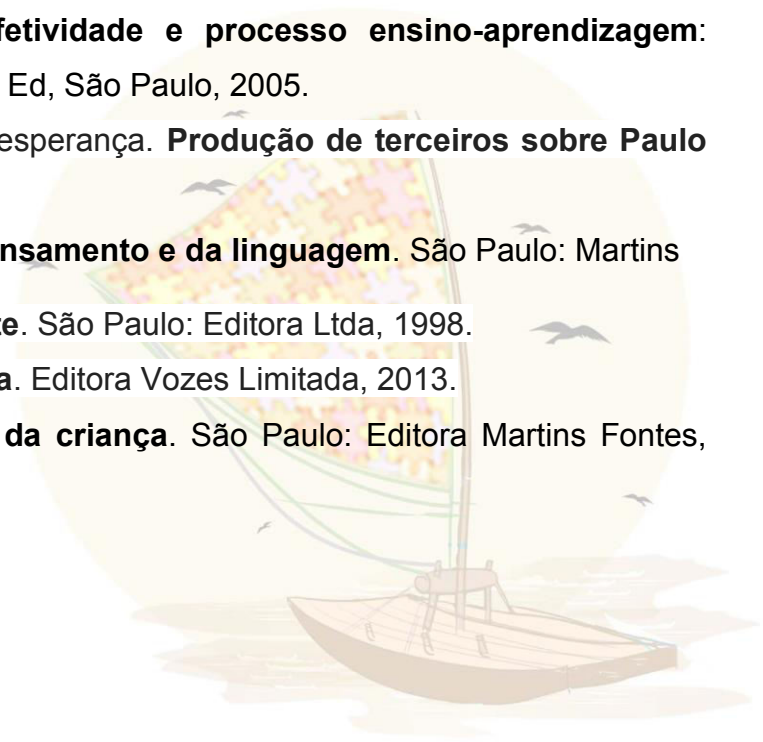 fetividade e processo ensino-aprendizagem:
Ed, São Paulo, 2005.
esperança. Produção de terceiros sobre Paulo
nsamento e da linguagem. São Paulo: Martins
e. São Paulo: Editora Ltda, 1998.
a. Editora Vozes Limitada, 2013.
da criança. São Paulo: Editora Martins Fontes,